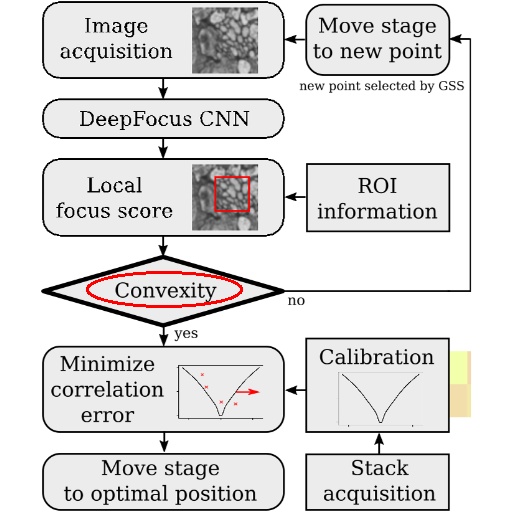 Image
acquisition
Move stage
to new point
new point selected by GSS
DeepFocus CNN
Local
focus score
ROI
information
Convexity
no
yes
Minimize
correlation
error
Calibration
Move stage
to optimal position
Stack
acquisition